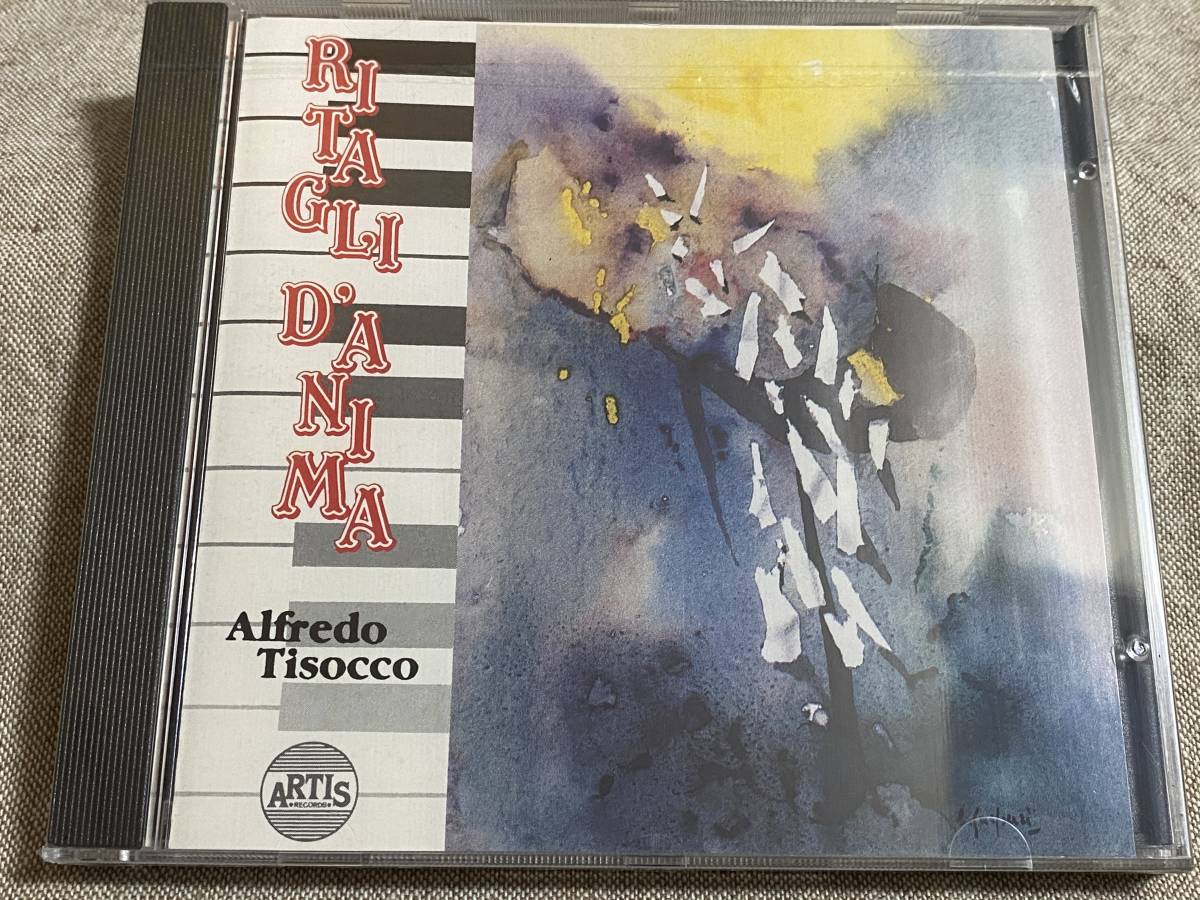 RITAGLI
D'ANIMA
Alfredo
Tisocco
ARTIS
RECORDS